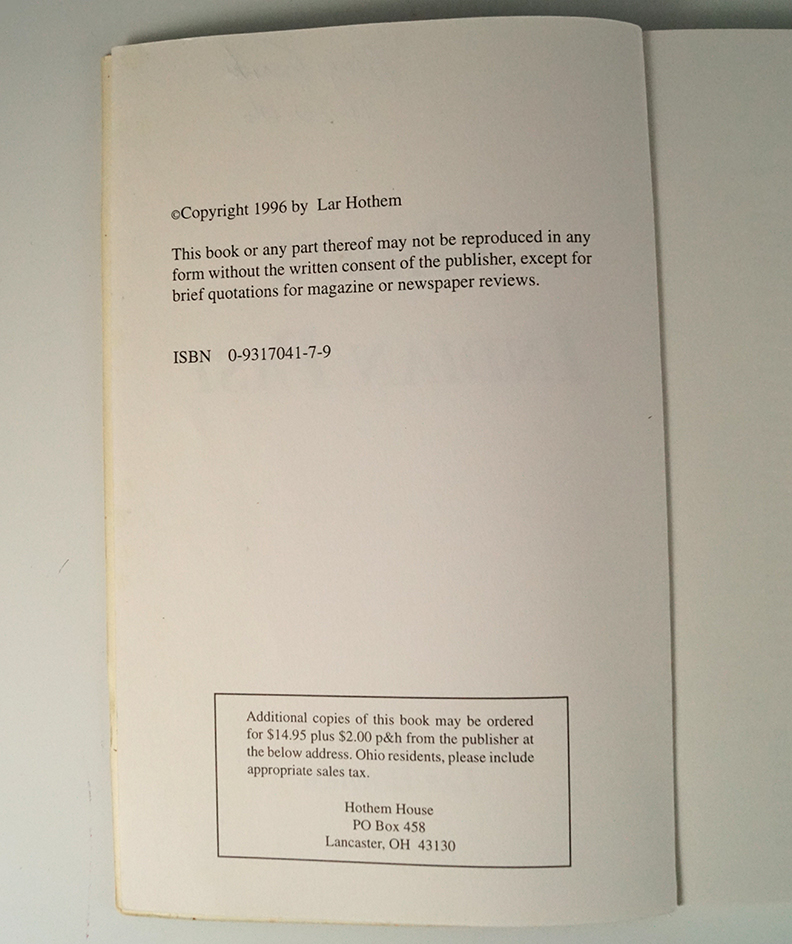 ©Copyright 1996 by Lar Hothem
This book or any part thereof may not be reproduced in any
form without the written consent of the publisher, except for
brief quotations for magazine or newspaper reviews.
ISBN 0-9317041-7-9
Additional copies of this book may be ordered
for $14.95 plus $2.00 p&h from the publisher at
the below address. Ohio residents, please include
appropriate sales tax.
Hothem House
PO Box 458
Lancaster, OH 43130